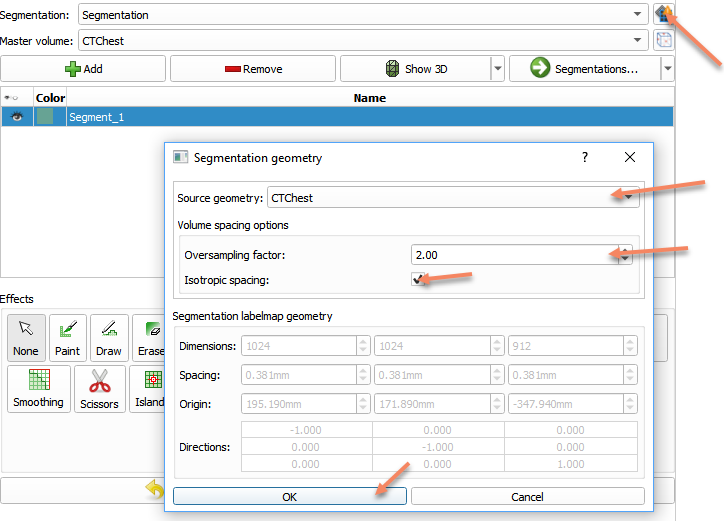 Segmentation: Segmentation
Master volume: CTChest
Add Remove Show 3D Segmentations...
Color Name
Segment_1
Segmentation geometry ? X
Source geometry: CTChest
Volume spacing options
Oversampling factor: 2.00
Isotropic spacing:
Effects
Segmentation labelmap geometry
None Paint Draw Erase
Dimensions: 1024 1024 912
Spacing: 0.381mm 0.381mm 0.381mm
Smoothing Scissors Island
Origin: 195.190mm 171.890mm -347.940mm
Directions: -1.000 0.000 0.000
0.000 -1.000 0.000
0.000 0.000 1.000
OK Cancel